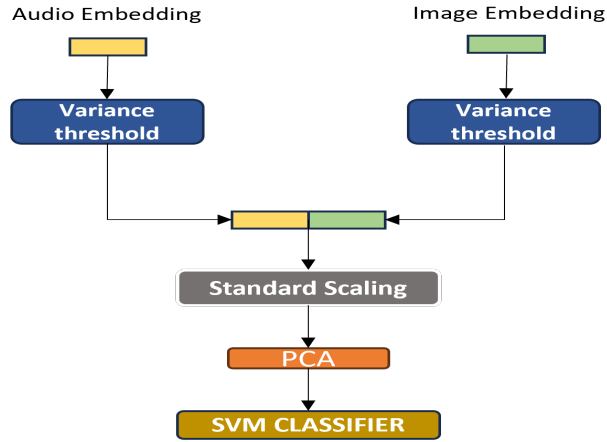 Audio Embedding
Image Embedding
Variance
threshold
Variance
threshold
Standard Scaling
PCA
SVM CLASSIFIER